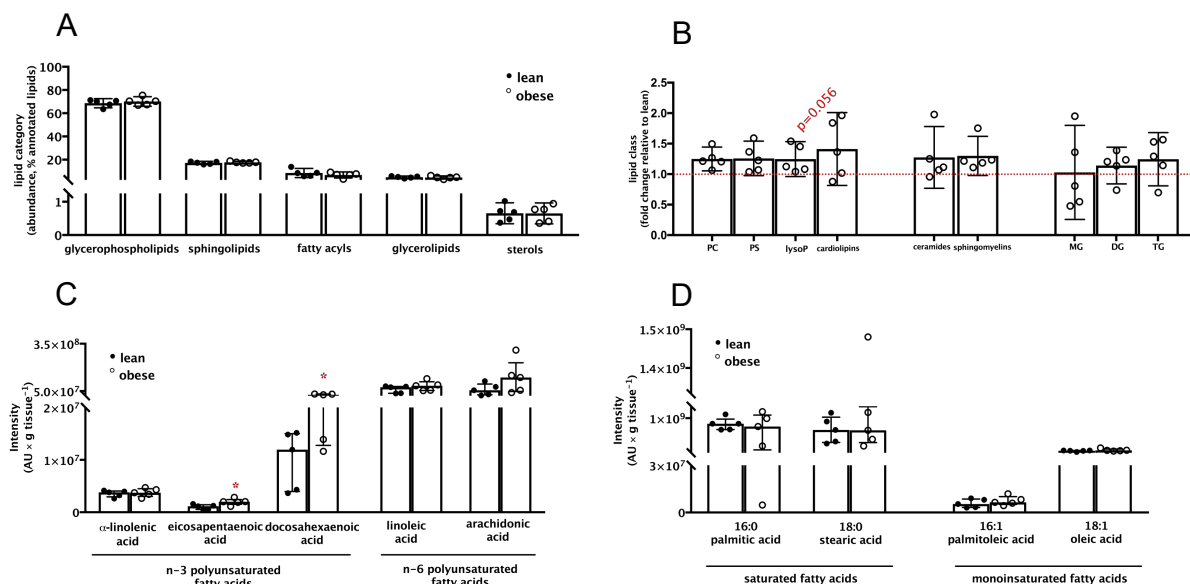 A
lipid category
(abundance, % annotated lipids)
100
80
60
40
20
1
0
lean
obese
glycerophospholipids sphingolipids fatty acyls glycerolipids sterols
B
lipid class
(fold change relative to lean)
2.5
2.0
1.5
1.0
0.5
0.0
p=0.056
PC PS lysoP cardiolipins ceramides sphingomyelins MG DG TG
C
Intensity
(AU × g tissue⁻¹)
3.5×10⁸
5.0×10⁷
2×10⁷
1×10⁷
0
lean
obese
*
*
α-linolenic eicosapentaenoic docosahexaenoic linoleic arachidonic
acid acid acid acid acid
n-3 polyunsaturated n-6 polyunsaturated
fatty acids fatty acids
D
Intensity
(AU × g tissue⁻¹)
1.5×10⁹
1.4×10⁹
1×10⁹
3×10⁷
0
lean
obese
16:0 18:0 16:1 18:1
palmitic acid stearic acid palmitoleic acid oleic acid
saturated fatty acids monoinsaturated fatty acids